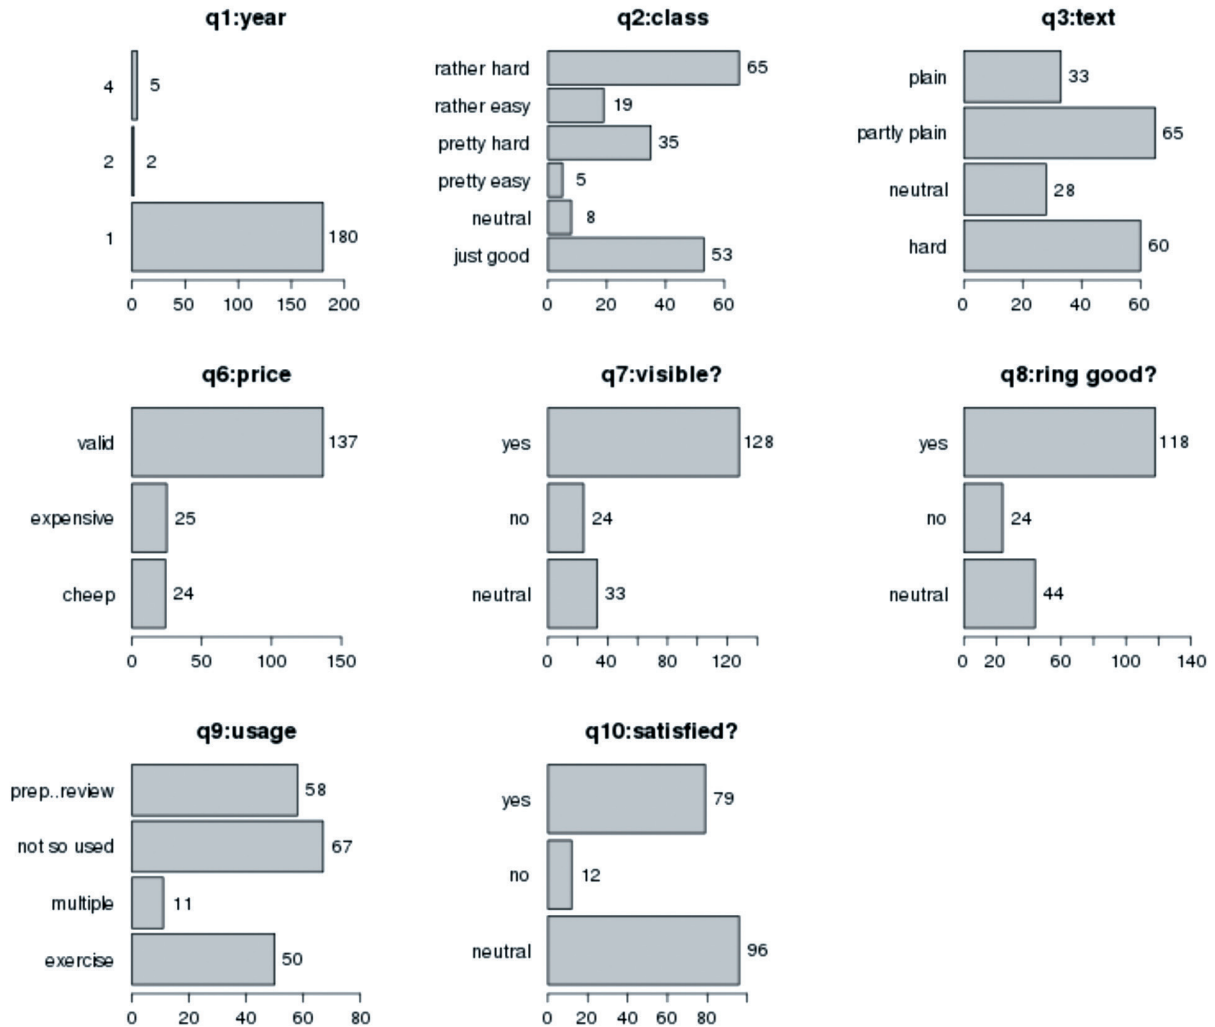 q1:year
4 5
2 2
1 180
0 50 100 150 200
q2:class
rather hard 65
rather easy 19
pretty hard 35
pretty easy 5
neutral 8
just good 53
0 20 40 60
q3:text
plain 33
partly plain 65
neutral 28
hard 60
0 20 40 60
q6:price
valid 137
expensive 25
cheep 24
0 50 100 150
q7:visible?
yes 128
no 24
neutral 33
0 40 80 120
q8:ring good?
yes 118
no 24
neutral 44
0 20 60 100 140
q9:usage
prep..review 58
not so used 67
multiple 11
exercise 50
0 20 40 60 80
q10:satisfied?
yes 79
no 12
neutral 96
0 20 40 60 80